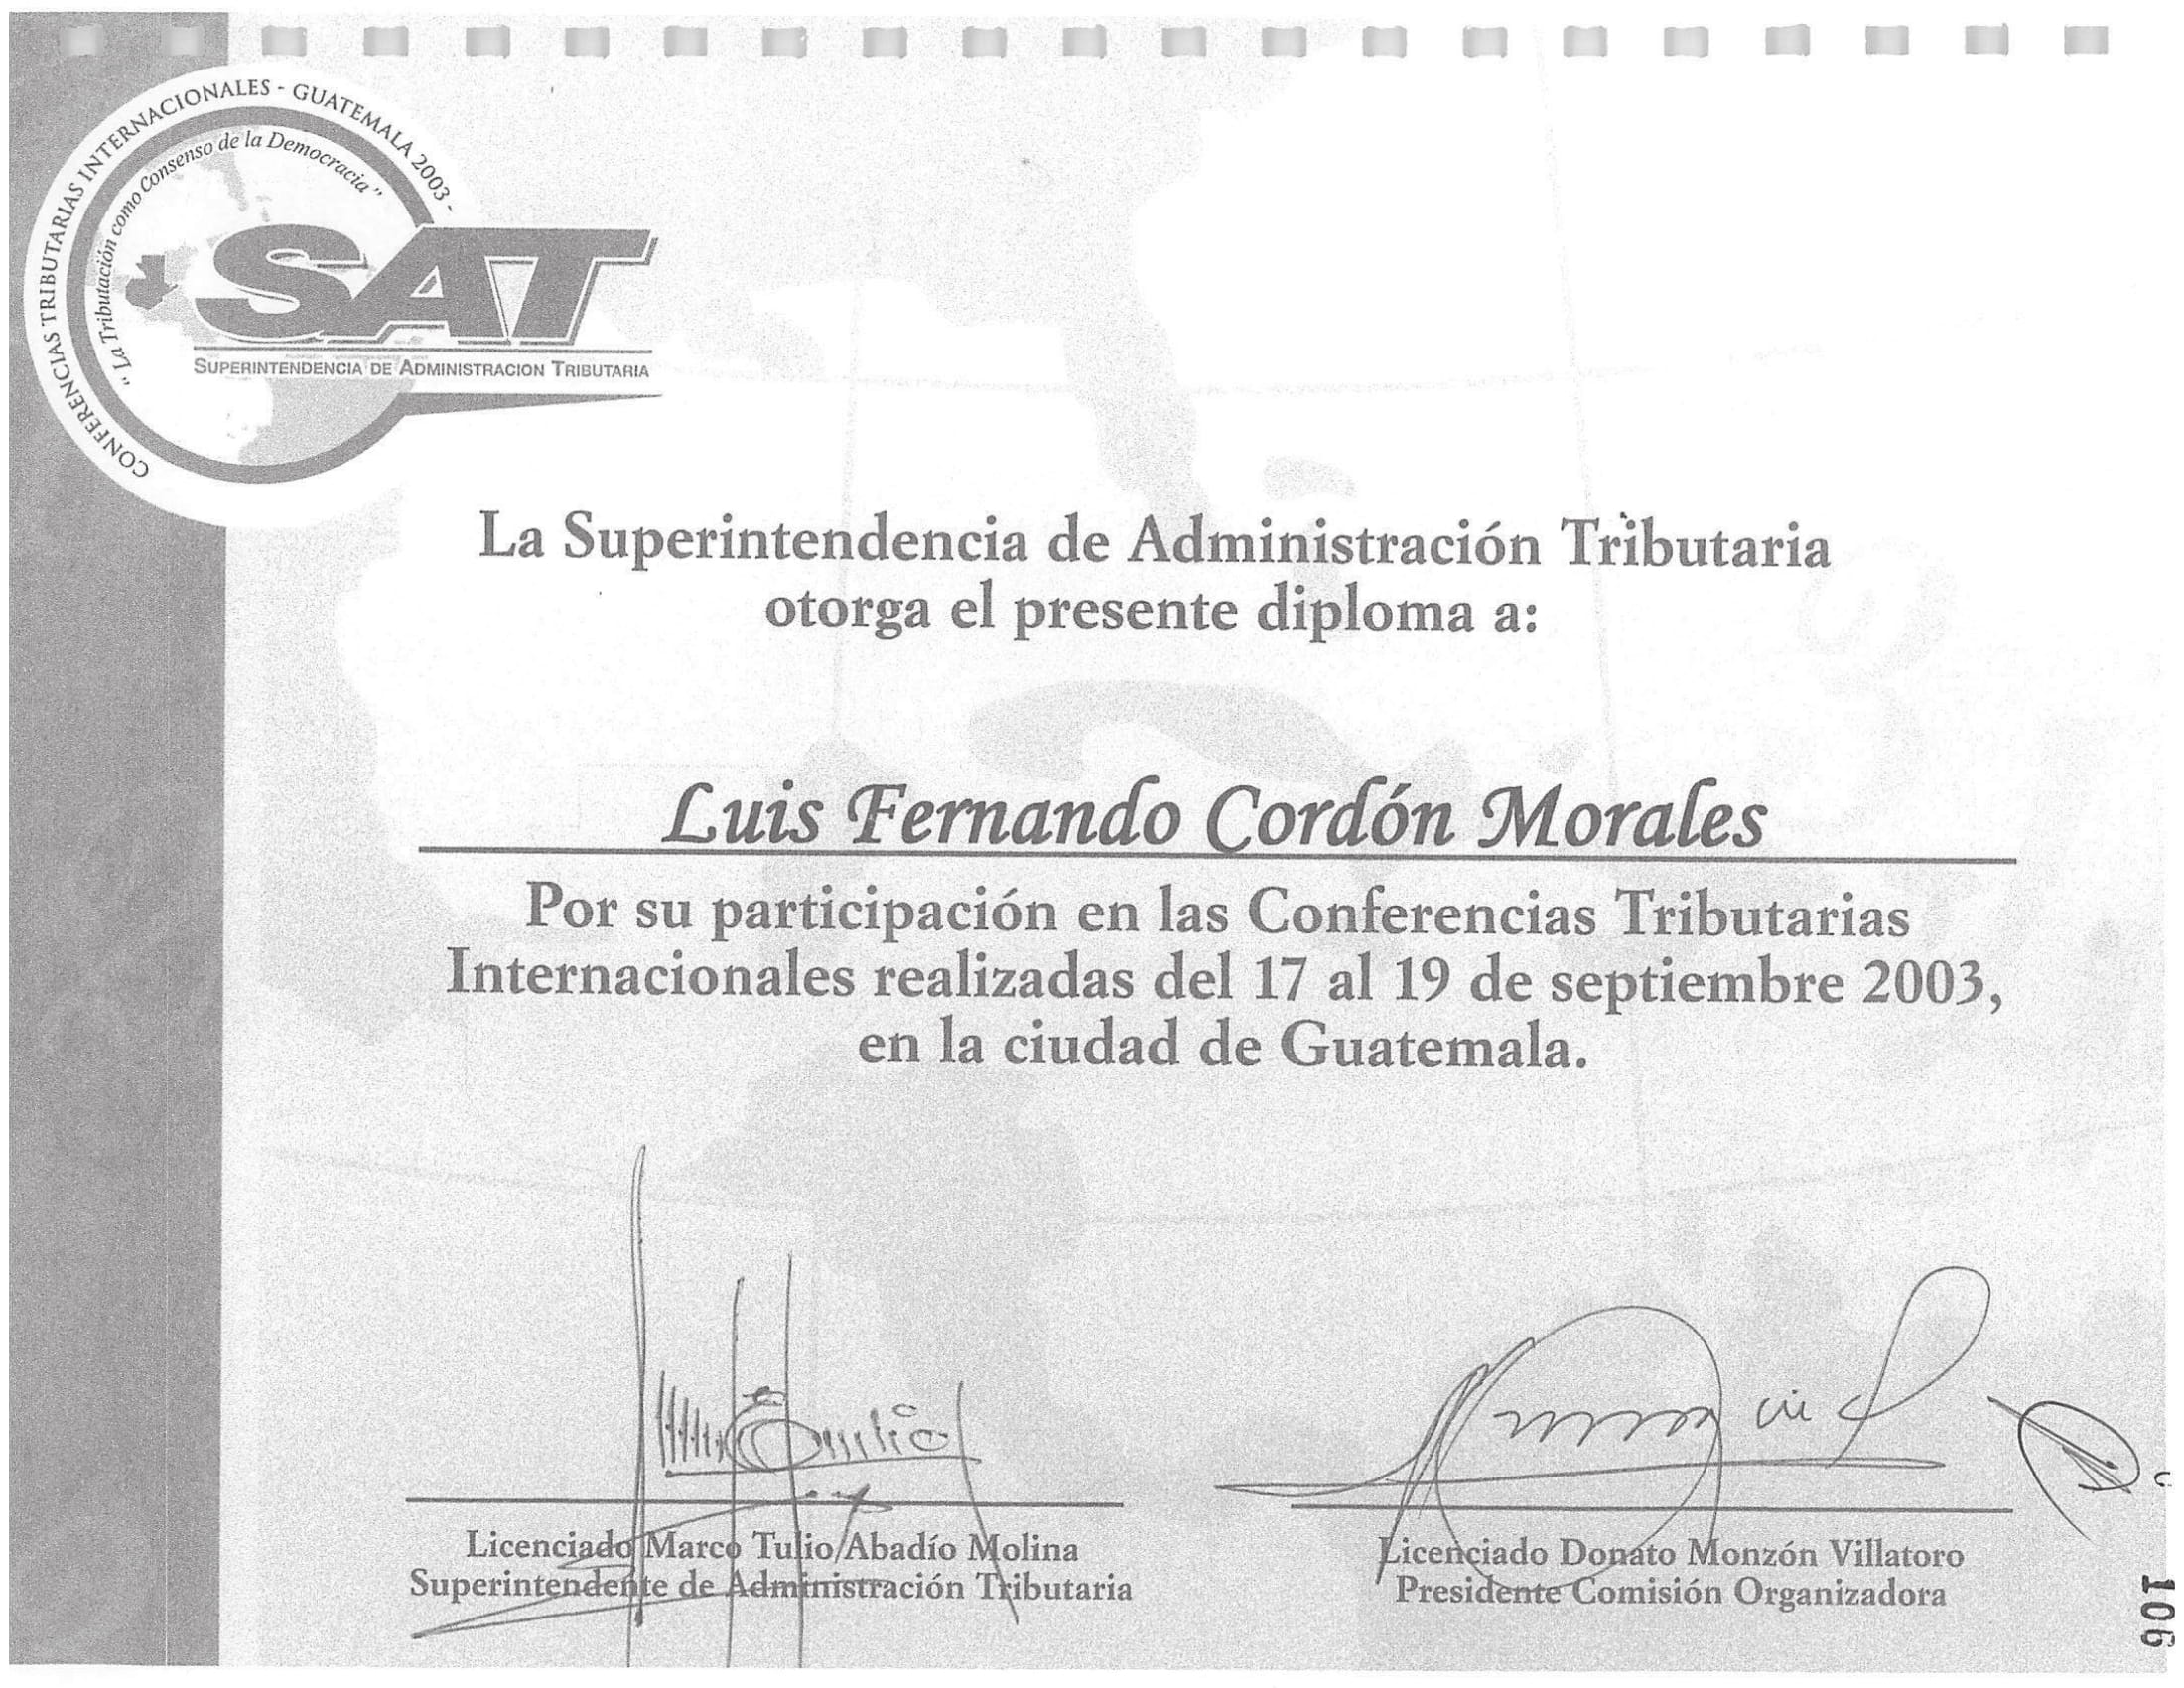 CONFERENCIAS TRIBUTARIAS INTERNACIONALES - GUATEMALA 2003 -
"La Tributación como Consenso de la Democracia"
SAT
SUPERINTENDENCIA DE ADMINISTRACION TRIBUTARIA
La Superintendencia de Administración Tributaria
otorga el presente diploma a:
Luis Fernando Cordón Morales
Por su participación en las Conferencias Tributarias
Internacionales realizadas del 17 al 19 de septiembre 2003,
en la ciudad de Guatemala.
Licenciado Marco Tulio Abadío Molina
Superintendente de Administración Tributaria
Licenciado Donato Monzón Villatoro
Presidente Comisión Organizadora
106